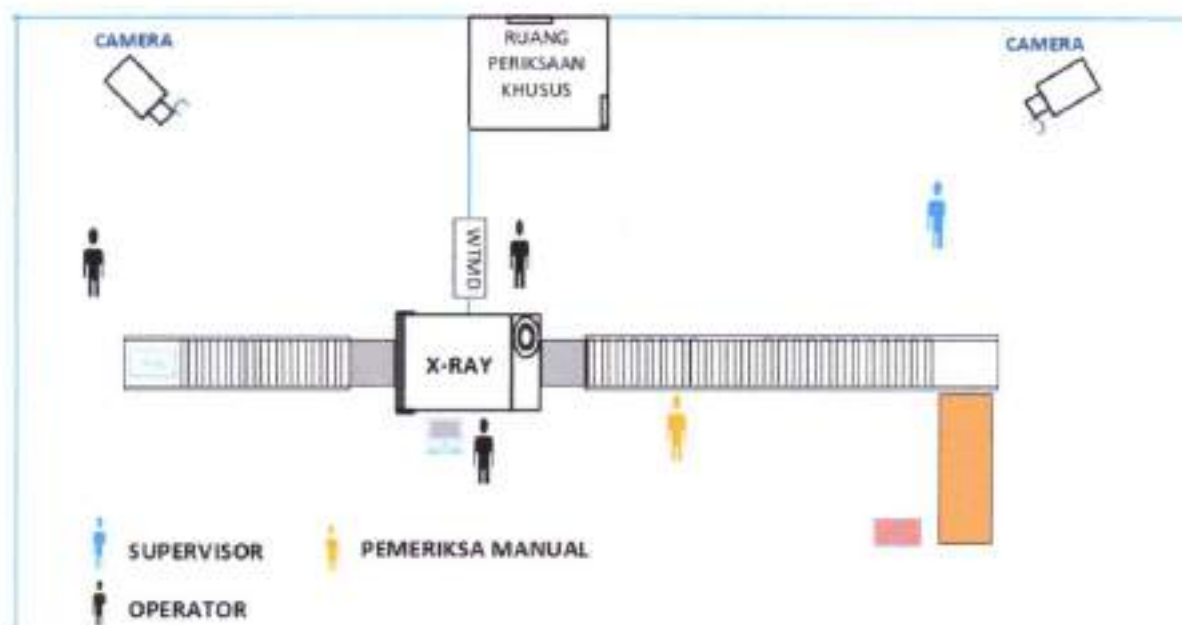 CAMERA
RUANG
PERIKSAAN
KHUSUS
CAMERA
WTMD
X-RAY
SUPERVISOR
PEMERIKSA MANUAL
OPERATOR